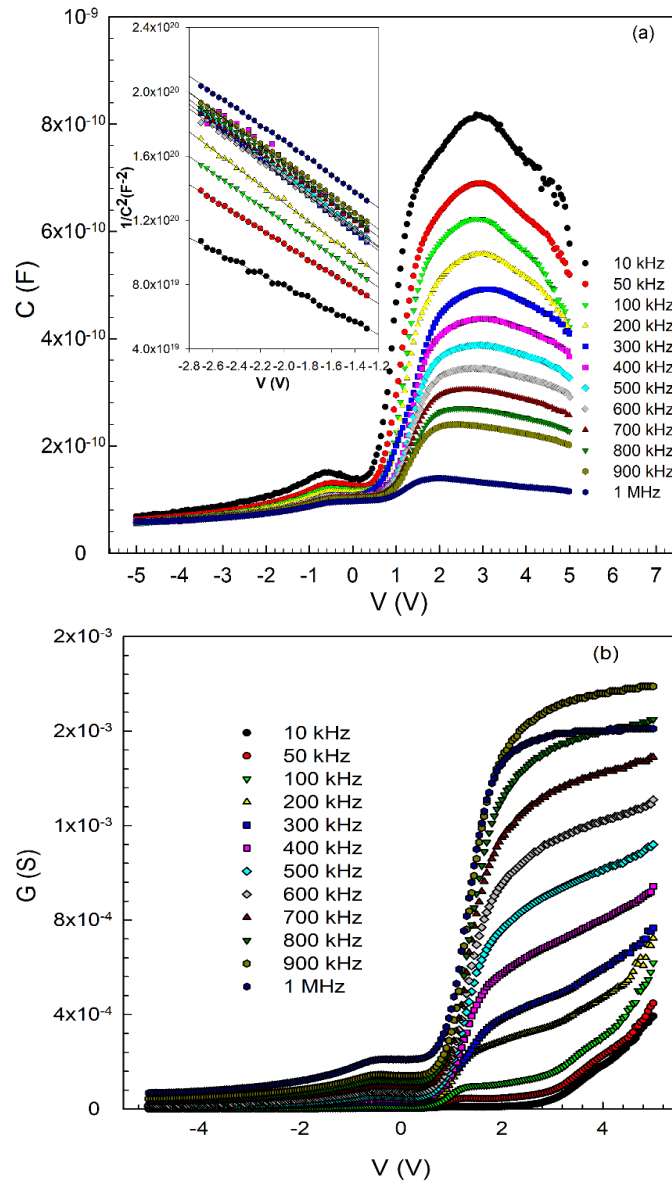 (a)
10⁻⁹
8x10⁻¹⁰
6x10⁻¹⁰
4x10⁻¹⁰
2x10⁻¹⁰
0
C (F)
-5 -4 -3 -2 -1 0 1 2 3 4 5 6 7
V (V)
2.4x10²⁰
2.0x10²⁰
1.6x10²⁰
1.2x10²⁰
8.0x10¹⁹
4.0x10¹⁹
1/C²(F⁻²)
-2.8 -2.6 -2.4 -2.2 -2.0 -1.8 -1.6 -1.4 -1.3 -1.2
V (V)
10 kHz
50 kHz
100 kHz
200 kHz
300 kHz
400 kHz
500 kHz
600 kHz
700 kHz
800 kHz
900 kHz
1 MHz
(b)
2x10⁻³
2x10⁻³
1x10⁻³
8x10⁻⁴
4x10⁻⁴
0
G (S)
-4 -2 0 2 4
V (V)
10 kHz
50 kHz
100 kHz
200 kHz
300 kHz
400 kHz
500 kHz
600 kHz
700 kHz
800 kHz
900 kHz
1 MHz